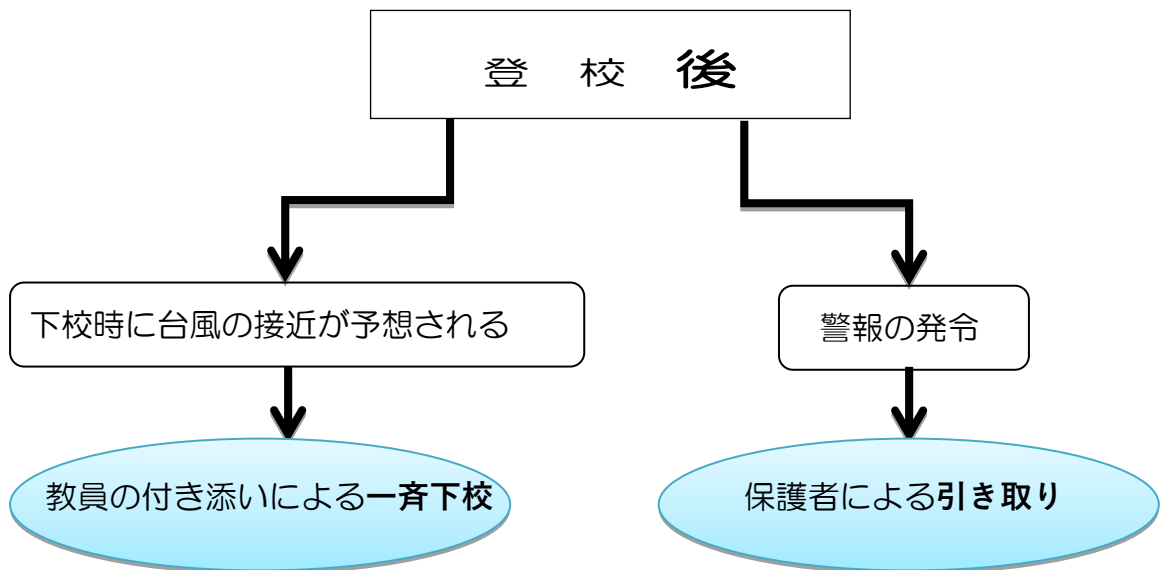 登 校 後
下校時に台風の接近が予想される
警報の発令
教員の付き添いによる一斉下校
保護者による引き取り